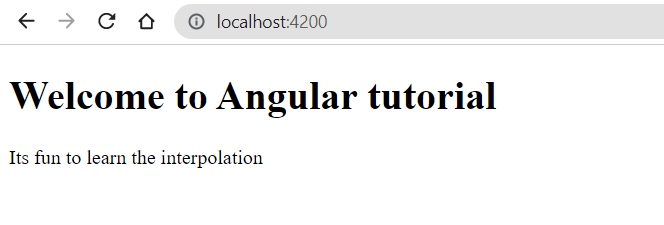 localhost:4200
Welcome to Angular tutorial
Its fun to learn the interpolation